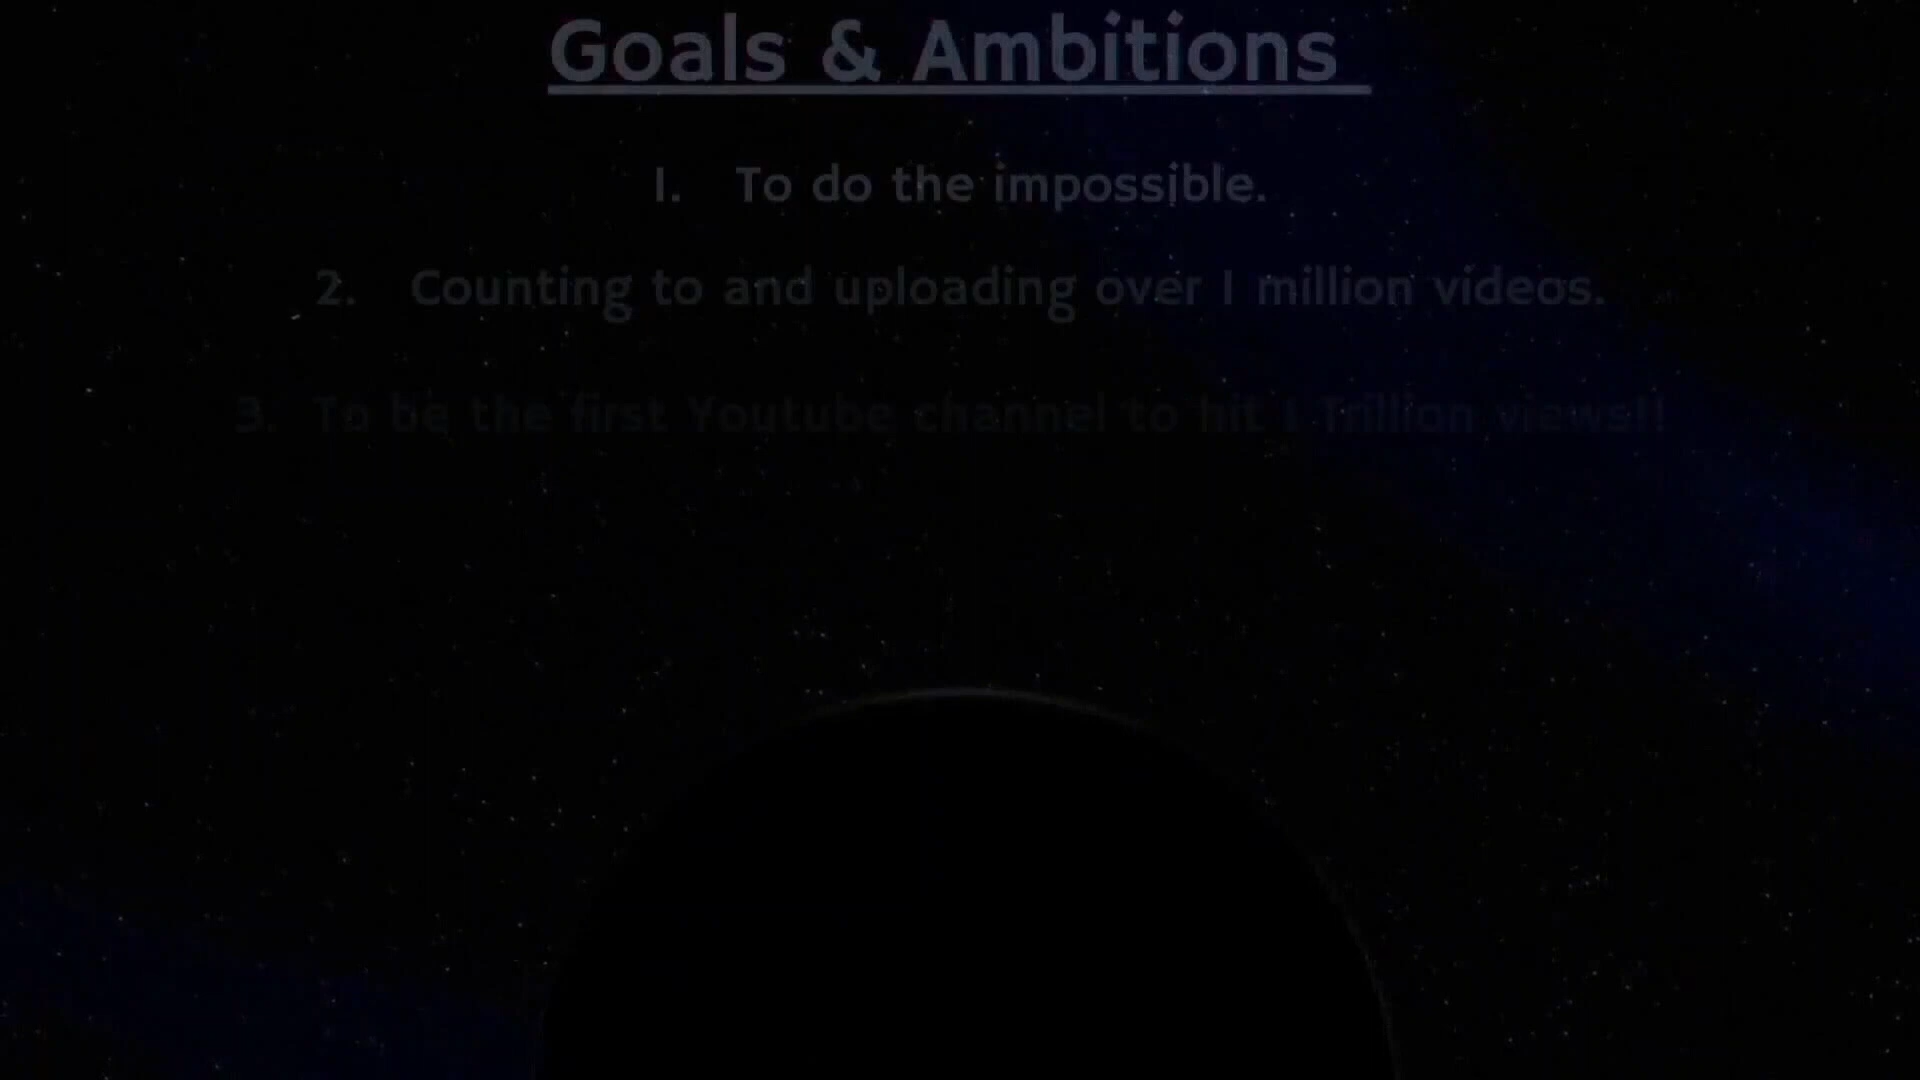 Goals & Ambitions
1. To do the impossible.
2. Counting to and uploading over 1 million videos.
3. To be the first Youtube channel to hit 1 Trillion views!!